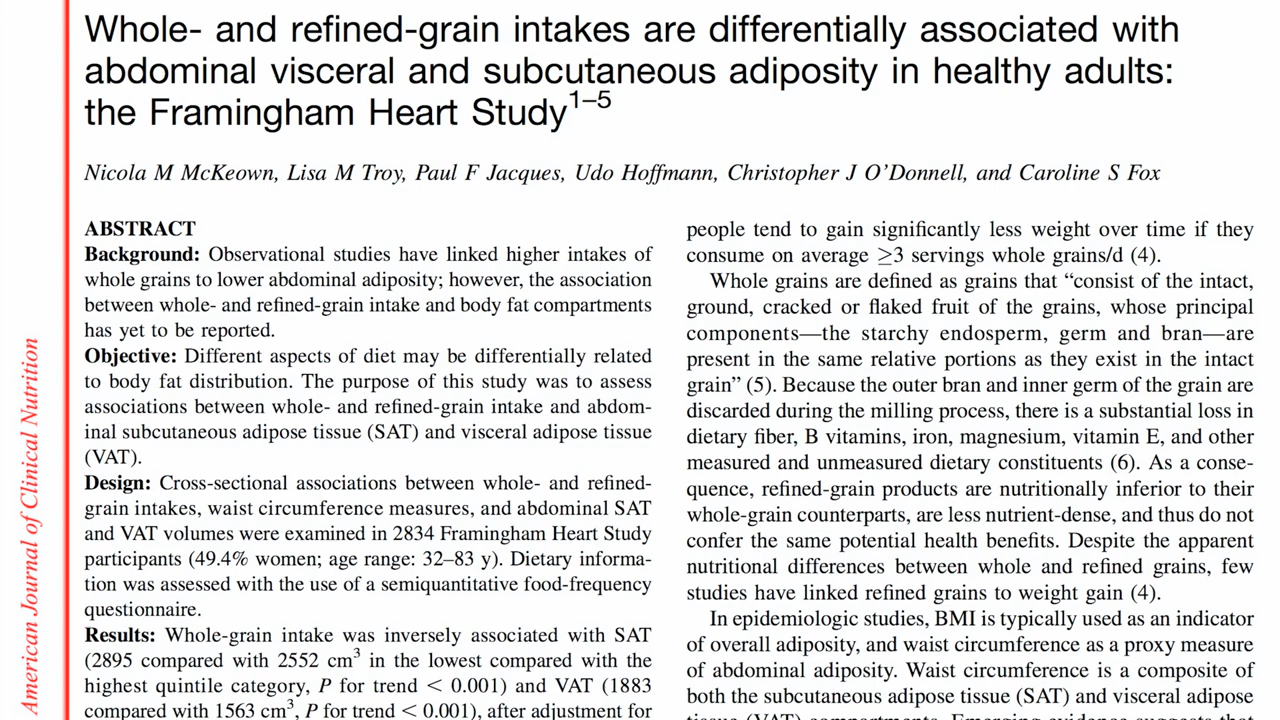 Whole- and refined-grain intakes are differentially associated with
abdominal visceral and subcutaneous adiposity in healthy adults:
the Framingham Heart Study1–5
Nicola M McKeown, Lisa M Troy, Paul F Jacques, Udo Hoffmann, Christopher J O'Donnell, and Caroline S Fox
ABSTRACT
Background: Observational studies have linked higher intakes of
whole grains to lower abdominal adiposity; however, the association
between whole- and refined-grain intake and body fat compartments
has yet to be reported.
Objective: Different aspects of diet may be differentially related
to body fat distribution. The purpose of this study was to assess
associations between whole- and refined-grain intake and abdom-
inal subcutaneous adipose tissue (SAT) and visceral adipose tissue
(VAT).
Design: Cross-sectional associations between whole- and refined-
grain intakes, waist circumference measures, and abdominal SAT
and VAT volumes were examined in 2834 Framingham Heart Study
participants (49.4% women; age range: 32–83 y). Dietary informa-
tion was assessed with the use of a semiquantitative food-frequency
questionnaire.
Results: Whole-grain intake was inversely associated with SAT
(2895 compared with 2552 cm3 in the lowest compared with the
highest quintile category, P for trend < 0.001) and VAT (1883
compared with 1563 cm3, P for trend < 0.001), after adjustment for
people tend to gain significantly less weight over time if they
consume on average ≥3 servings whole grains/d (4).
Whole grains are defined as grains that “consist of the intact,
ground, cracked or flaked fruit of the grains, whose principal
components—the starchy endosperm, germ and bran—are
present in the same relative portions as they exist in the intact
grain” (5). Because the outer bran and inner germ of the grain are
discarded during the milling process, there is a substantial loss in
dietary fiber, B vitamins, iron, magnesium, vitamin E, and other
measured and unmeasured dietary constituents (6). As a conse-
quence, refined-grain products are nutritionally inferior to their
whole-grain counterparts, are less nutrient-dense, and thus do not
confer the same potential health benefits. Despite the apparent
nutritional differences between whole and refined grains, few
studies have linked refined grains to weight gain (4).
In epidemiologic studies, BMI is typically used as an indicator
of overall adiposity, and waist circumference as a proxy measure
of abdominal adiposity. Waist circumference is a composite of
both the subcutaneous adipose tissue (SAT) and visceral adipose
American Journal of Clinical Nutrition